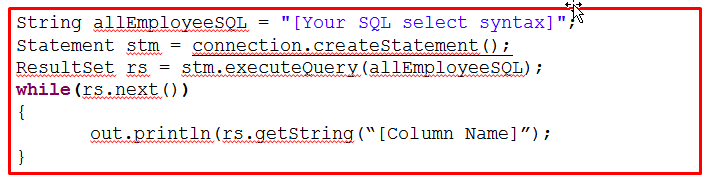 String allEmployeeSQL = "[Your SQL select syntax]";
Statement stm = connection.createStatement();
ResultSet rs = stm.executeQuery(allEmployeeSQL);
while(rs.next())
{
out.println(rs.getString(“[Column Name]”);
}